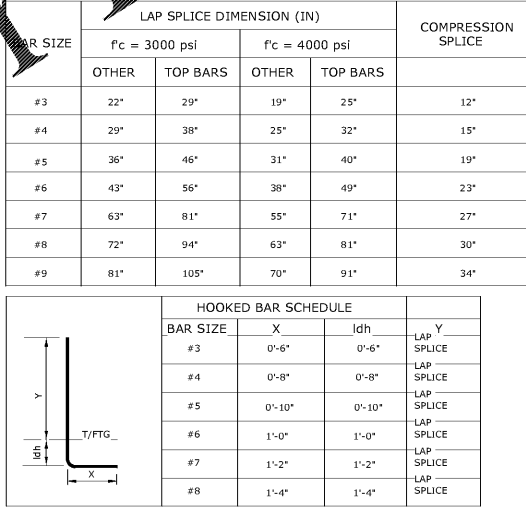 LAP SPLICE DIMENSION (IN)
COMPRESSION
SPLICE
BAR SIZE
f'c = 3000 psi
f'c = 4000 psi
OTHER TOP BARS OTHER TOP BARS
#3 22" 29" 19" 25" 12"
#4 29" 38" 25" 32" 15"
#5 36" 46" 31" 40" 19"
#6 43" 56" 38" 49" 23"
#7 63" 81" 55" 71" 27"
#8 72" 94" 63" 81" 30"
#9 81" 105" 70" 91" 34"
HOOKED BAR SCHEDULE
BAR SIZE X ldh Y
#3 0'-6" 0'-6" LAP
SPLICE
#4 0'-8" 0'-8" LAP
SPLICE
#5 0'-10" 0'-10" LAP
SPLICE
#6 1'-0" 1'-0" LAP
SPLICE
#7 1'-2" 1'-2" LAP
SPLICE
#8 1'-4" 1'-4" LAP
SPLICE
Y
T/FTG
ldh
X